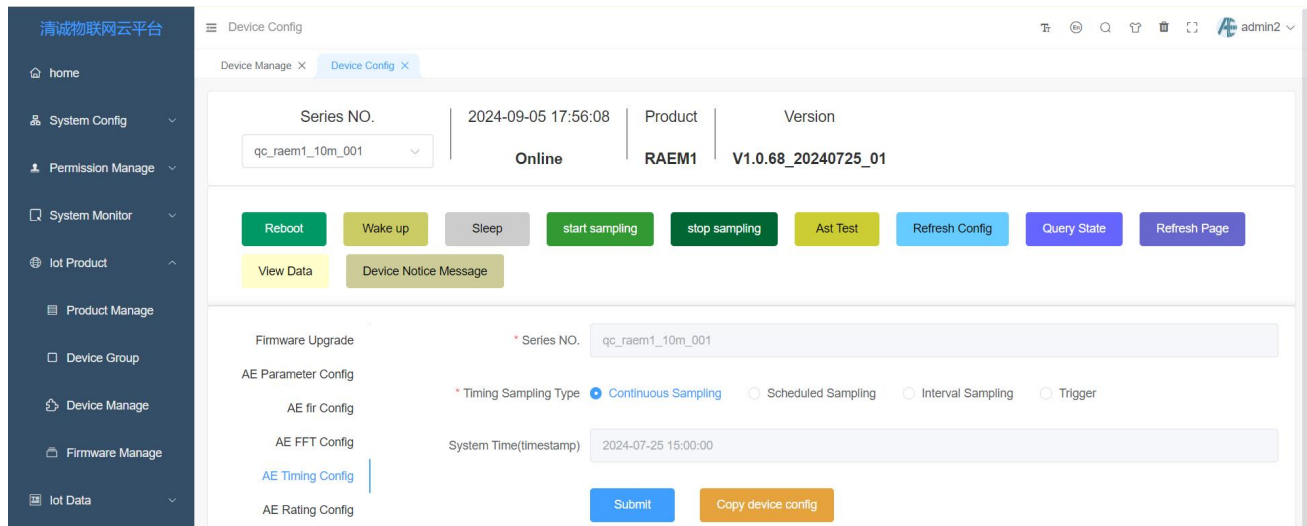 清诚物联网云平台
Device Config
Tт
En
admin2
home
Device Manage
Device Config
System Config
Series NO.
2024-09-05 17:56:08
Product
Version
qc_raem1_10m_001
Online
RAEM1
V1.0.68_20240725_01
Permission Manage
System Monitor
Reboot
Wake up
Sleep
start sampling
stop sampling
Ast Test
Refresh Config
Query State
Refresh Page
Iot Product
View Data
Device Notice Message
Product Manage
Firmware Upgrade
* Series NO.
qc_raem1_10m_001
Device Group
AE Parameter Config
* Timing Sampling Type
Continuous Sampling
Scheduled Sampling
Interval Sampling
Trigger
Device Manage
AE fir Config
AE FFT Config
System Time(timestamp)
2024-07-25 15:00:00
Firmware Manage
AE Timing Config
Iot Data
AE Rating Config
Submit
Copy device config